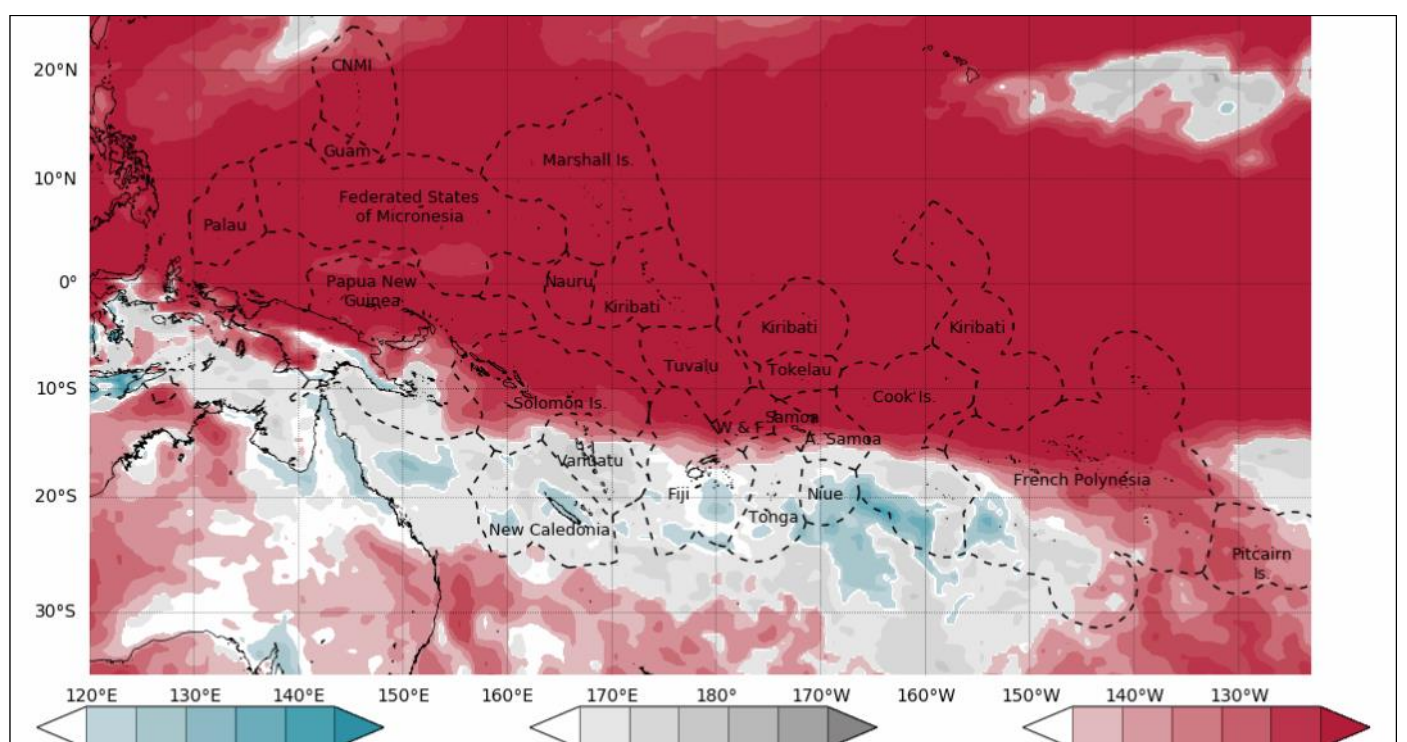 20°N
10°N
0°
10°S
20°S
30°S
CNMI
Guam
Marshall Is.
Federated States
of Micronesia
Palau
Papua New
Guinea
Nauru
Kiribati
Kiribati
Kiribati
Tuvalu
Tokelau
Cook Is.
Solomon Is.
W & F
Samoa
A. Samoa
Vanuatu
Fiji
Niue
French Polynesia
Tonga
New Caledonia
Pitcairn
Is.
120°E 130°E 140°E 150°E 160°E 170°E 180° 170°W 160°W 150°W 140°W 130°W